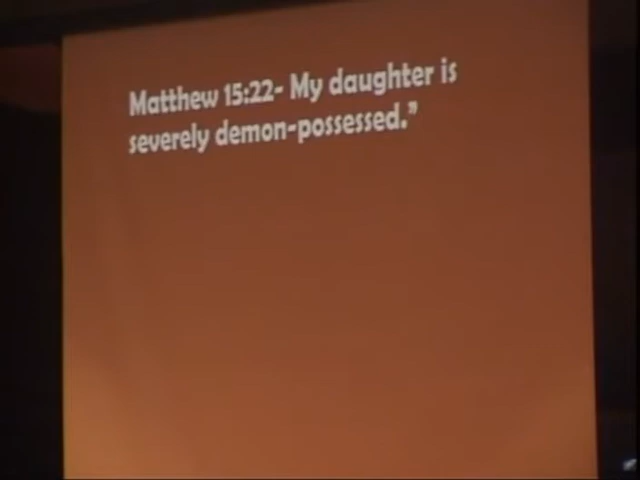 Matthew 15:22- My daughter is
severely demon-possessed.”